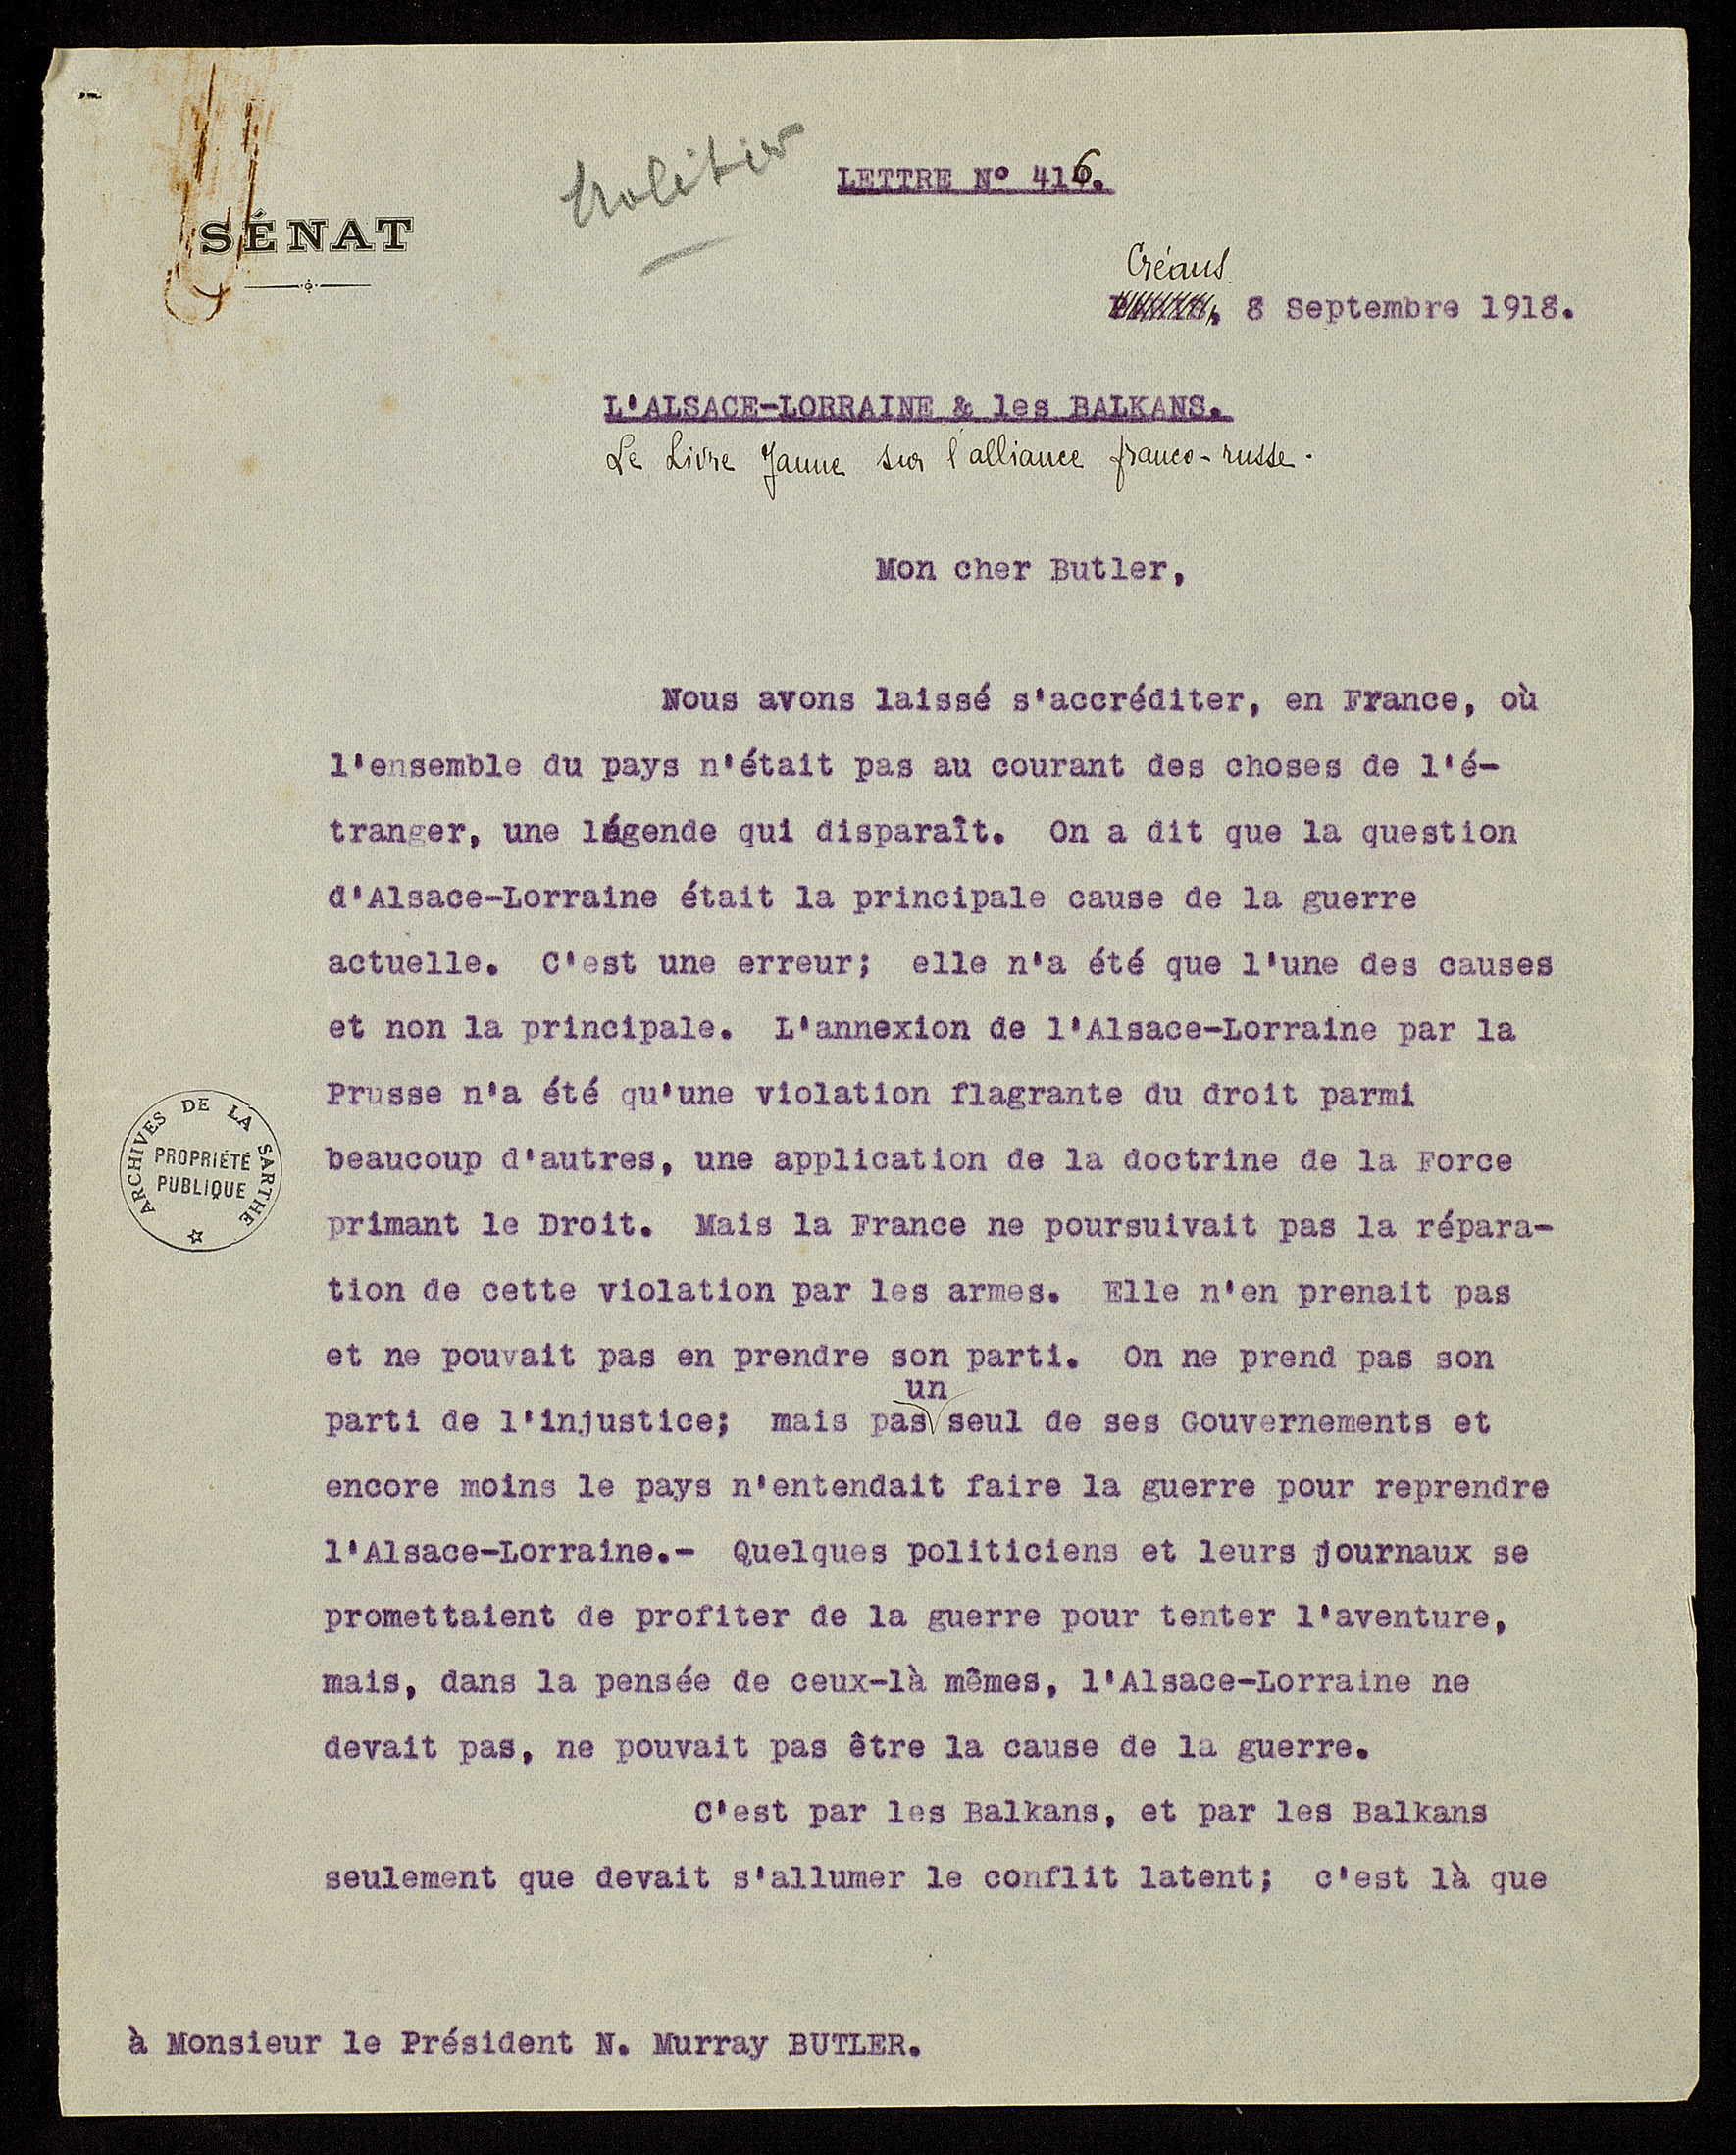 LETTRE N° 416.
SÉNAT
Créans
8 Septembre 1918.
L'ALSACE-LORRAINE & les BALKANS.
Le Livre Jaune sur l'alliance franco-russe.
Mon cher Butler,
Nous avons laissé s'accréditer, en France, où
l'ensemble du pays n'était pas au courant des choses de l'é-
tranger, une légende qui disparaît. On a dit que la question
d'Alsace-Lorraine était la principale cause de la guerre
actuelle. C'est une erreur; elle n'a été que l'une des causes
et non la principale. L'annexion de l'Alsace-Lorraine par la
Prusse n'a été qu'une violation flagrante du droit parmi
beaucoup d'autres, une application de la doctrine de la Force
primant le Droit. Mais la France ne poursuivait pas la répara-
tion de cette violation par les armes. Elle n'en prenait pas
et ne pouvait pas en prendre son parti. On ne prend pas son
parti de l'injustice; mais pas un seul de ses Gouvernements et
encore moins le pays n'entendait faire la guerre pour reprendre
l'Alsace-Lorraine.- Quelques politiciens et leurs journaux se
promettaient de profiter de la guerre pour tenter l'aventure,
mais, dans la pensée de ceux-là mêmes, l'Alsace-Lorraine ne
devait pas, ne pouvait pas être la cause de la guerre.
C'est par les Balkans, et par les Balkans
seulement que devait s'allumer le conflit latent; c'est là que
à Monsieur le Président N. Murray BUTLER.
ARCHIVES DE LA SARTHE
PROPRIÉTÉ
PUBLIQUE